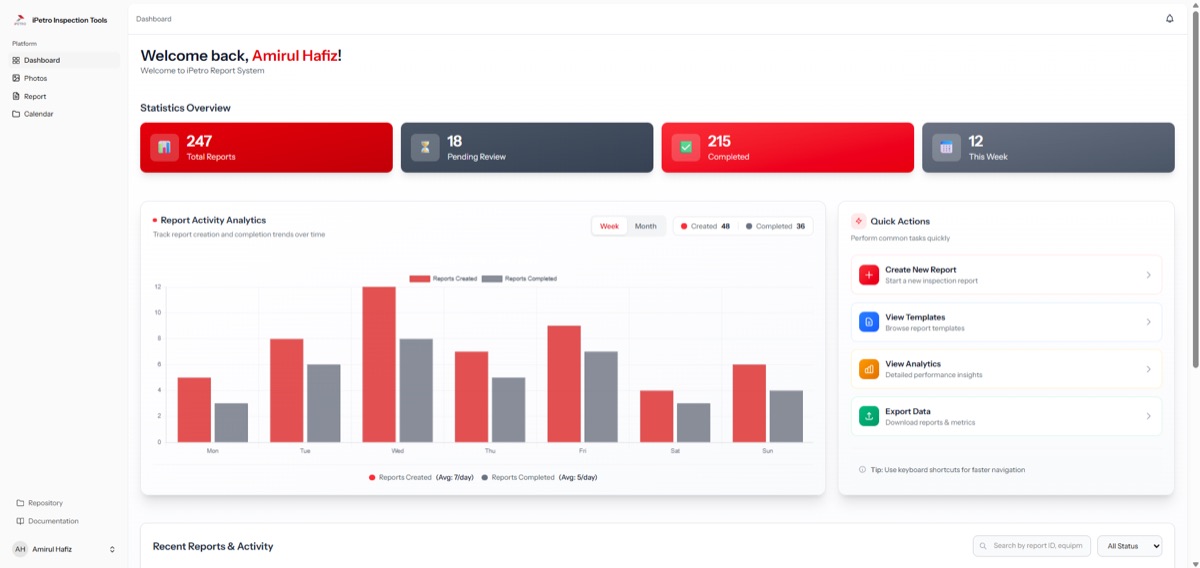 iPetro Inspection Tools
Platform
Dashboard
Photos
Report
Calendar
Repository
Documentation
AH Amirul Hafiz
Dashboard
Welcome back, Amirul Hafiz!
Welcome to iPetro Report System
Statistics Overview
247
Total Reports
18
Pending Review
215
Completed
12
This Week
Report Activity Analytics
Track report creation and completion trends over time
Week Month
Created 48 Completed 36
Reports Created Reports Completed
12
10
8
6
4
2
0
Mon Tue Wed Thu Fri Sat Sun
Reports Created (Avg: 7/day) Reports Completed (Avg: 5/day)
Quick Actions
Perform common tasks quickly
Create New Report
Start a new inspection report
View Templates
Browse report templates
View Analytics
Detailed performance insights
Export Data
Download reports & metrics
Tip: Use keyboard shortcuts for faster navigation
Recent Reports & Activity
Search by report ID, equipm
All Status